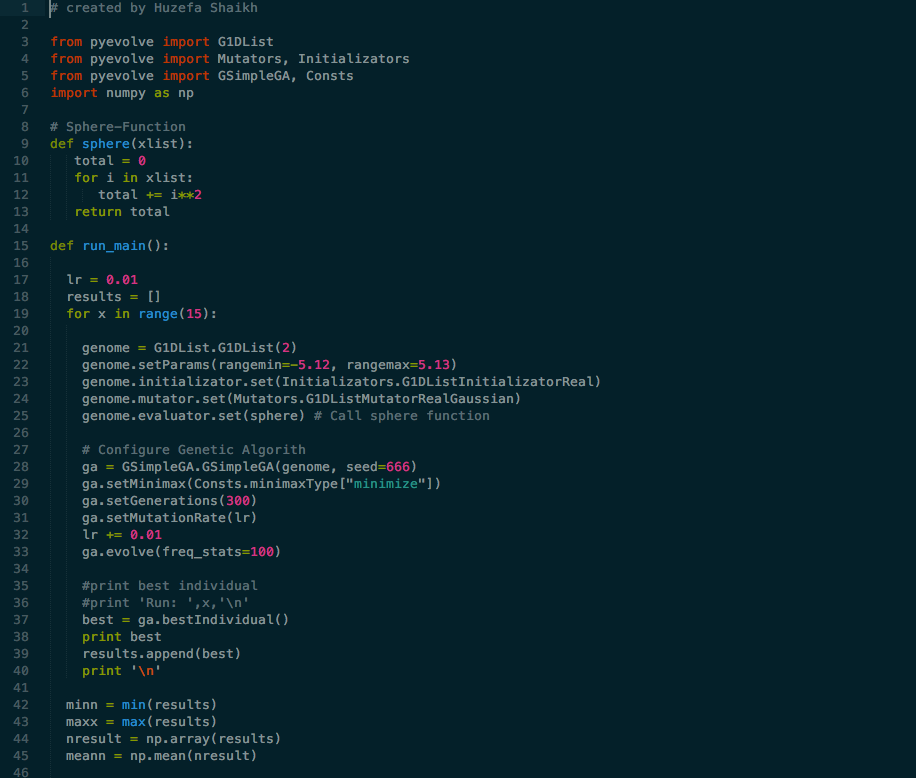 1 # created by Huzefa Shaikh
2
3 from pyevolve import G1DList
4 from pyevolve import Mutators, Initializators
5 from pyevolve import GSimpleGA, Consts
6 import numpy as np
7
8 # Sphere-Function
9 def sphere(xlist):
10    total = 0
11    for i in xlist:
12       total += i**2
13    return total
14
15 def run_main():
16
17   lr = 0.01
18   results = []
19   for x in range(15):
20
21     genome = G1DList.G1DList(2)
22     genome.setParams(rangemin=-5.12, rangemax=5.13)
23     genome.initializator.set(Initializators.G1DListInitializatorReal)
24     genome.mutator.set(Mutators.G1DListMutatorRealGaussian)
25     genome.evaluator.set(sphere) # Call sphere function
26
27     # Configure Genetic Algorith
28     ga = GSimpleGA.GSimpleGA(genome, seed=666)
29     ga.setMinimax(Consts.minimaxType["minimize"])
30     ga.setGenerations(300)
31     ga.setMutationRate(lr)
32     lr += 0.01
33     ga.evolve(freq_stats=100)
34
35     #print best individual
36     #print 'Run: ',x,'\n'
37     best = ga.bestIndividual()
38     print best
39     results.append(best)
40     print '\n'
41
42   minn = min(results)
43   maxx = max(results)
44   nresult = np.array(results)
45   meann = np.mean(nresult)
46